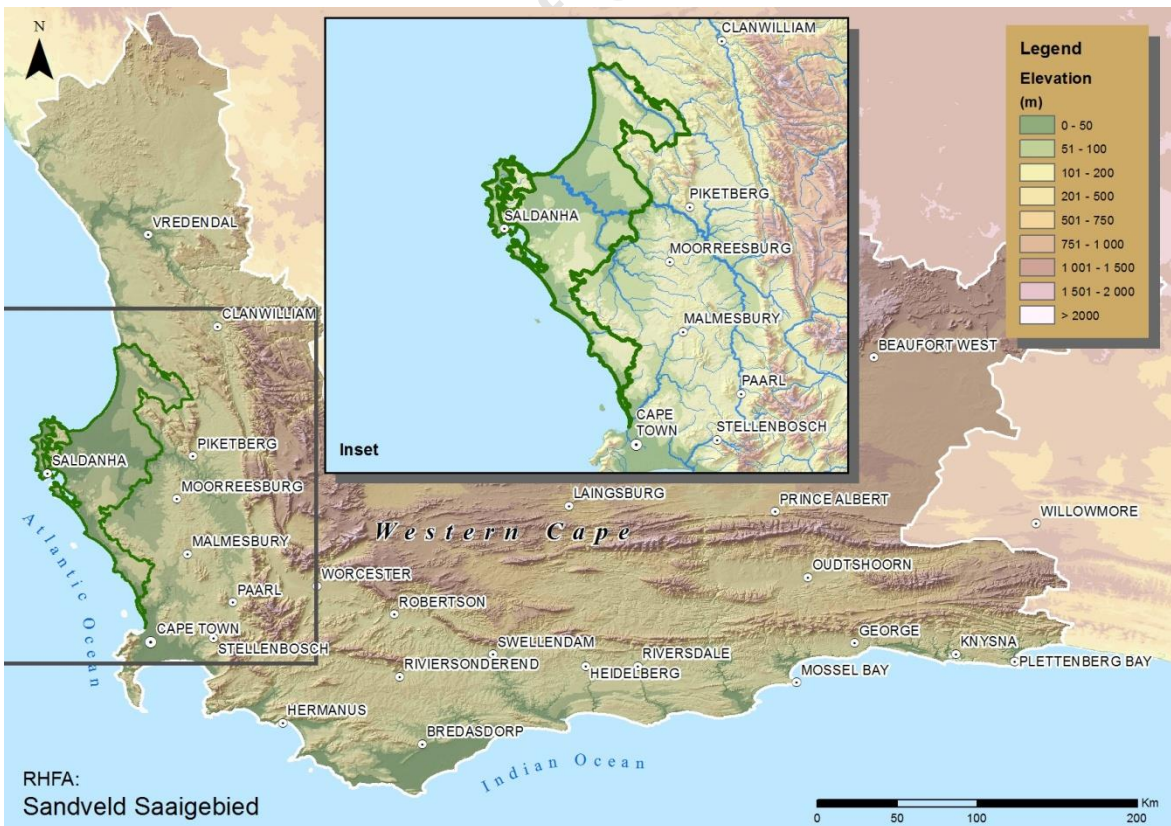 N
VREDENDAL
CLANWILLIAM
PIKETBERG
SALDANHA
MOORREESBURG
MALMESBURY
PAARL
CAPE TOWN
STELLENBOSCH
Atlantic Ocean
CLANWILLIAM
PIKETBERG
SALDANHA
MOORREESBURG
MALMESBURY
PAARL
CAPE
TOWN
STELLENBOSCH
Inset
Legend
Elevation
(m)
0 - 50
51 - 100
101 - 200
201 - 500
501 - 750
751 - 1 000
1 001 - 1 500
1 501 - 2 000
> 2000
BEAUFORT WEST
LAINGSBURG
PRINCE ALBERT
WILLOWMORE
Western Cape
WORCESTER
OUDTSHOORN
ROBERTSON
SWELLENDAM
GEORGE
KNYSNA
RIVIERSONDEREND
RIVERSDALE
HEIDELBERG
PLETTENBERG BAY
MOSSEL BAY
HERMANUS
BREDASDORP
Indian Ocean
RHFA:
Sandveld Saaigebied
Km
0 50 100 200